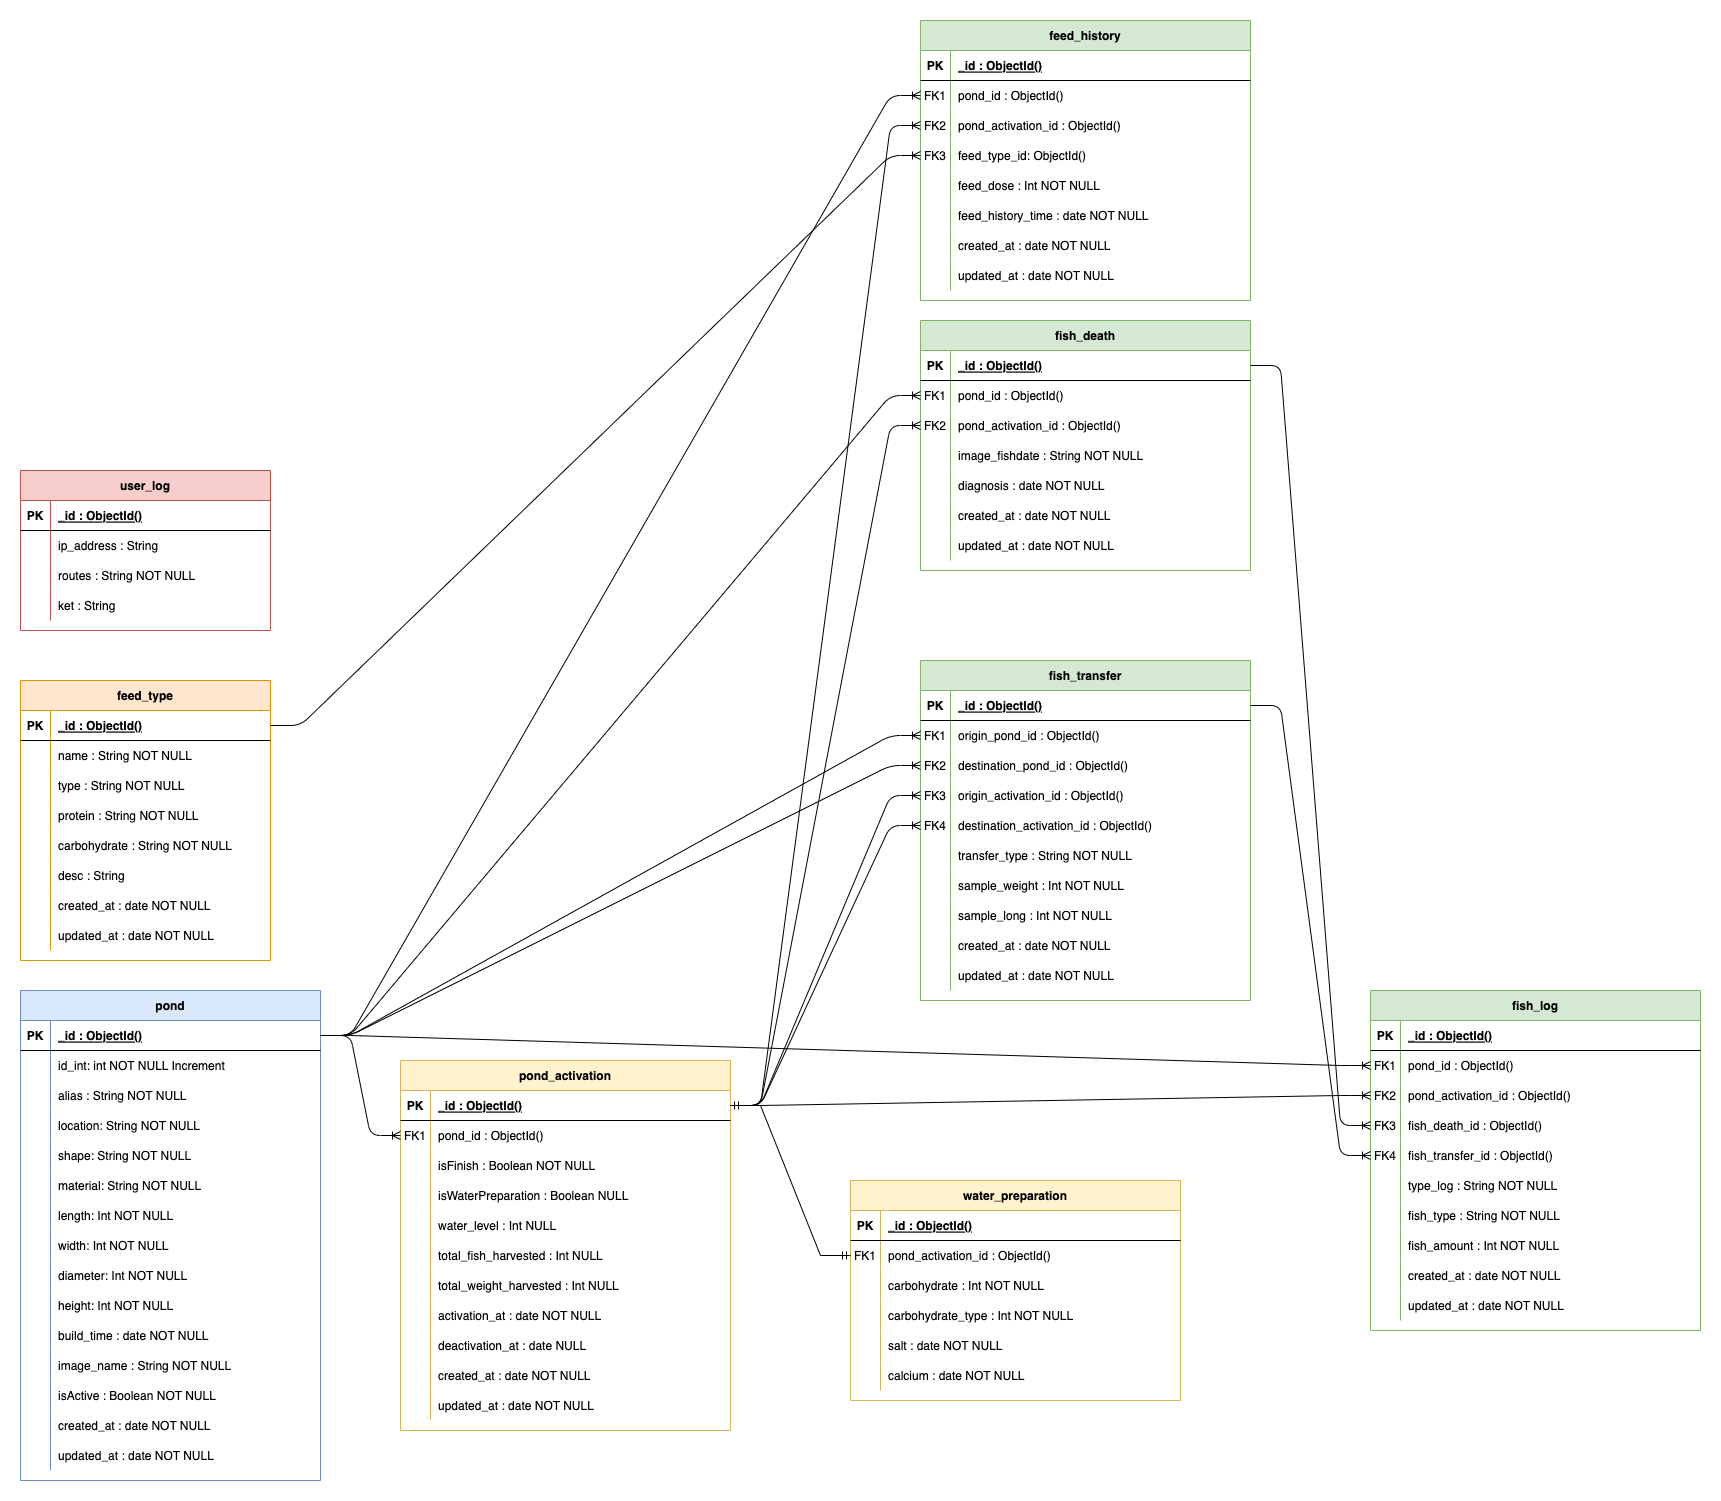 feed_history
PK _id : ObjectId()
FK1 pond_id : ObjectId()
FK2 pond_activation_id : ObjectId()
FK3 feed_type_id: ObjectId()
feed_dose : Int NOT NULL
feed_history_time : date NOT NULL
created_at : date NOT NULL
updated_at : date NOT NULL
fish_death
PK _id : ObjectId()
FK1 pond_id : ObjectId()
FK2 pond_activation_id : ObjectId()
image_fishdate : String NOT NULL
diagnosis : date NOT NULL
created_at : date NOT NULL
updated_at : date NOT NULL
user_log
PK _id : ObjectId()
ip_address : String
routes : String NOT NULL
ket : String
fish_transfer
PK _id : ObjectId()
FK1 origin_pond_id : ObjectId()
FK2 destination_pond_id : ObjectId()
FK3 origin_activation_id : ObjectId()
FK4 destination_activation_id : ObjectId()
transfer_type : String NOT NULL
sample_weight : Int NOT NULL
sample_long : Int NOT NULL
created_at : date NOT NULL
updated_at : date NOT NULL
feed_type
PK _id : ObjectId()
name : String NOT NULL
type : String NOT NULL
protein : String NOT NULL
carbohydrate : String NOT NULL
desc : String
created_at : date NOT NULL
updated_at : date NOT NULL
pond
PK _id : ObjectId()
id_int: int NOT NULL Increment
alias : String NOT NULL
location: String NOT NULL
shape: String NOT NULL
material: String NOT NULL
length: Int NOT NULL
width: Int NOT NULL
diameter: Int NOT NULL
height: Int NOT NULL
build_time : date NOT NULL
image_name : String NOT NULL
isActive : Boolean NOT NULL
created_at : date NOT NULL
updated_at : date NOT NULL
pond_activation
PK _id : ObjectId()
FK1 pond_id : ObjectId()
isFinish : Boolean NOT NULL
isWaterPreparation : Boolean NULL
water_level : Int NULL
total_fish_harvested : Int NULL
total_weight_harvested : Int NULL
activation_at : date NOT NULL
deactivation_at : date NULL
created_at : date NOT NULL
updated_at : date NOT NULL
water_preparation
PK _id : ObjectId()
FK1 pond_activation_id : ObjectId()
carbohydrate : Int NOT NULL
carbohydrate_type : Int NOT NULL
salt : date NOT NULL
calcium : date NOT NULL
fish_log
PK _id : ObjectId()
FK1 pond_id : ObjectId()
FK2 pond_activation_id : ObjectId()
FK3 fish_death_id : ObjectId()
FK4 fish_transfer_id : ObjectId()
type_log : String NOT NULL
fish_type : String NOT NULL
fish_amount : Int NOT NULL
created_at : date NOT NULL
updated_at : date NOT NULL